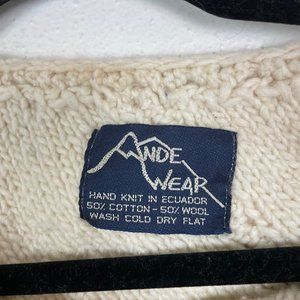 ANDE
WEAR
HAND KNIT IN ECUADOR
50% COTTON - 50% WOOL
WASH COLD DRY FLAT